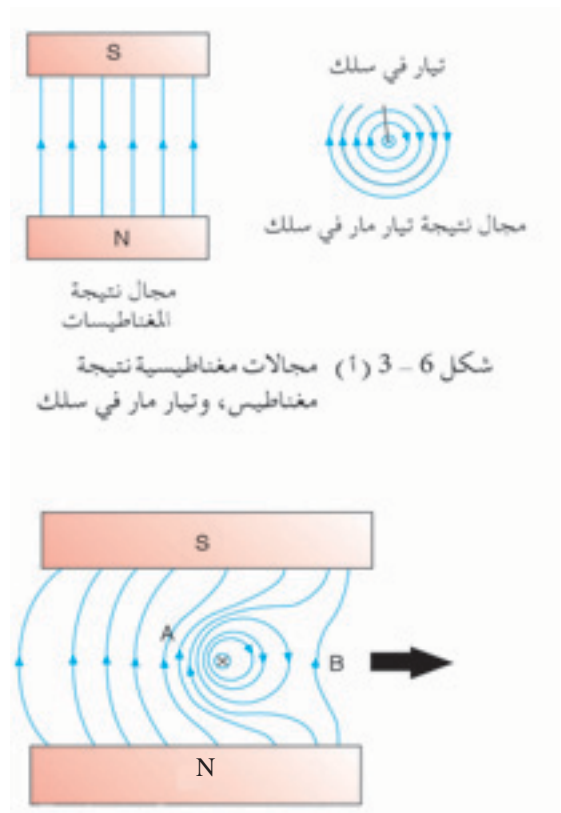 S
تيار في سلك
N
مجال نتيجة تيار مار في سلك
مجال نتيجة
المغناطيسات
شكل 6 – 3 (أ) مجالات مغناطيسية نتيجة
مغناطيس، وتيار مار في سلك
S
A
B
N